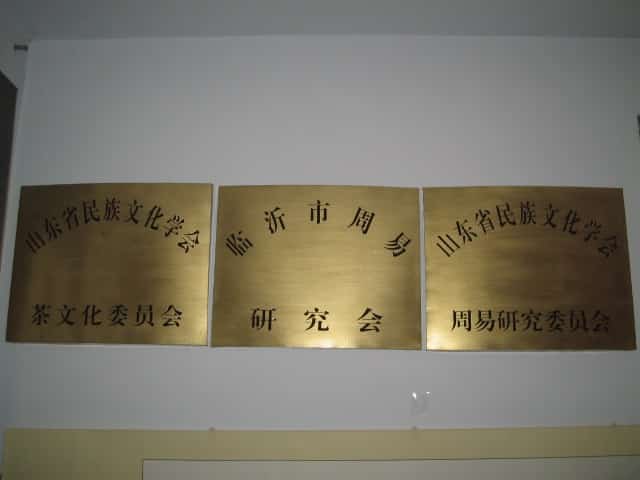 山东省民族文化学会
茶文化委员会
临沂市周易
研究会
山东省民族文化学会
周易研究委员会